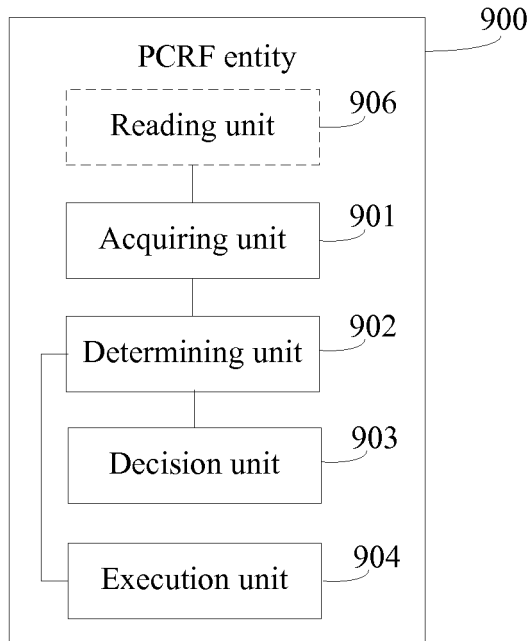 900
PCRF entity
906
Reading unit
901
Acquiring unit
902
Determining unit
903
Decision unit
904
Execution unit